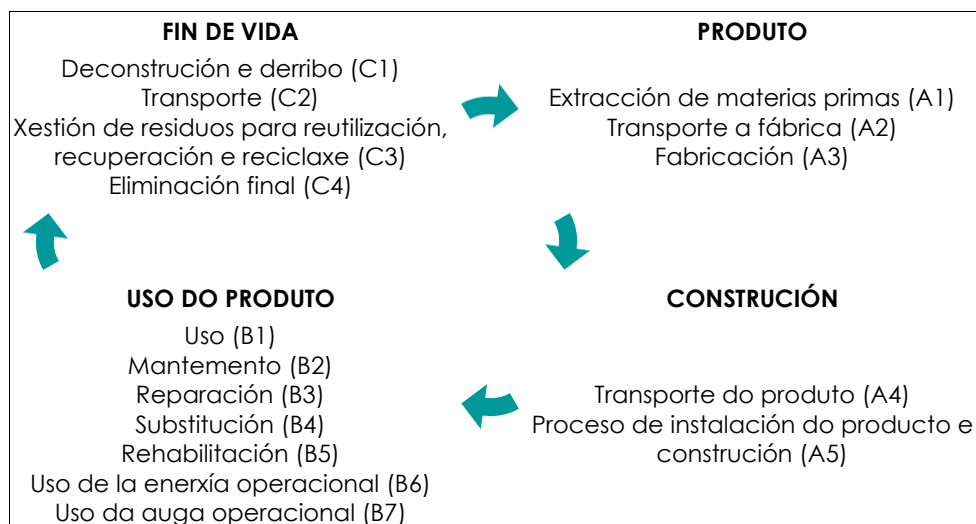 FIN DE VIDA
Deconstrución e derribo (C1)
Transporte (C2)
Xestión de residuos para reutilización,
recuperación e reciclaxe (C3)
Eliminación final (C4)
PRODUTO
Extracción de materias primas (A1)
Transporte a fábrica (A2)
Fabricación (A3)
USO DO PRODUTO
Uso (B1)
Mantemento (B2)
Reparación (B3)
Substitución (B4)
Rehabilitación (B5)
Uso de la enerxía operacional (B6)
Uso da auga operacional (B7)
CONSTRUCIÓN
Transporte do produto (A4)
Proceso de instalación do producto e
construción (A5)